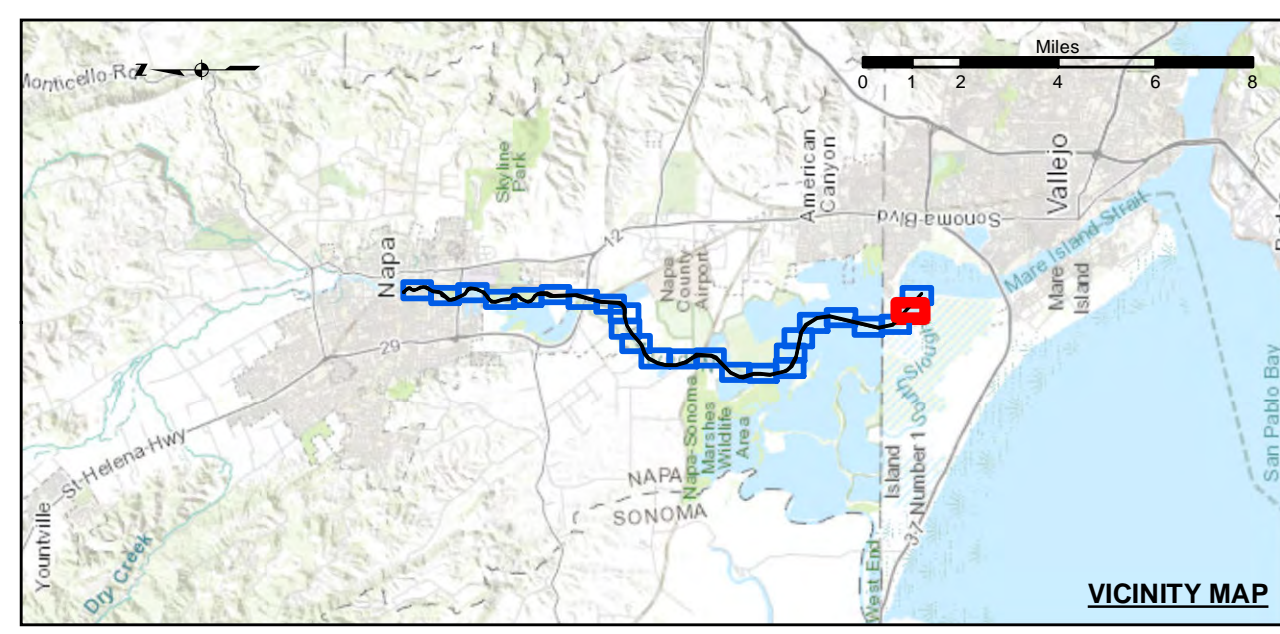 Monticello-Rd
Z
Miles
0 1 2 4 6 8
Skyline
Park
American
Canyon
Vallejo
Sonoma-Blvd
Mare Island Strait
Mare
Island
Napa
12
Napa
County
Airport
29
St-Helena-Hwy
Yountville
Dry Creek
Napa-Sonoma
Marshes
Wildlife
Area
NAPA
SONOMA
South Slough
Island
Number 1
37
West End
San Pablo Bay
VICINITY MAP